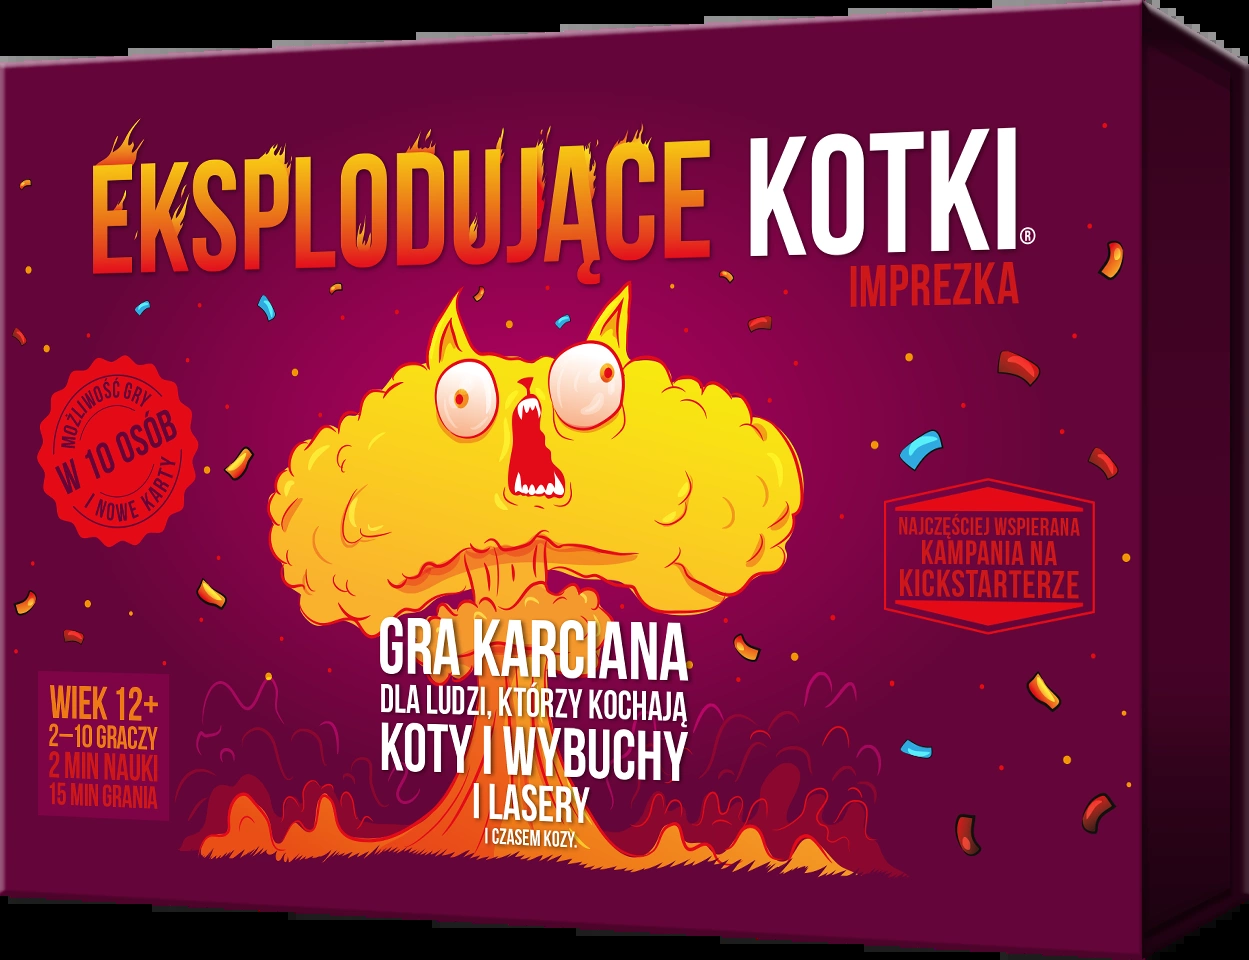 EKSPLODUJĄCE KOTKI®
IMPREZKA
MOŻLIWOŚĆ GRY
W 10 OSÓB
I NOWE KARTY
NAJCZĘŚCIEJ WSPIERANA
KAMPANIA NA
KICKSTARTERZE
GRA KARCIANA
DLA LUDZI, KTÓRZY KOCHAJĄ
KOTY I WYBUCHY
I LASERY
I CZASEM KOZY.
WIEK 12+
2–10 GRACZY
2 MIN NAUKI
15 MIN GRANIA